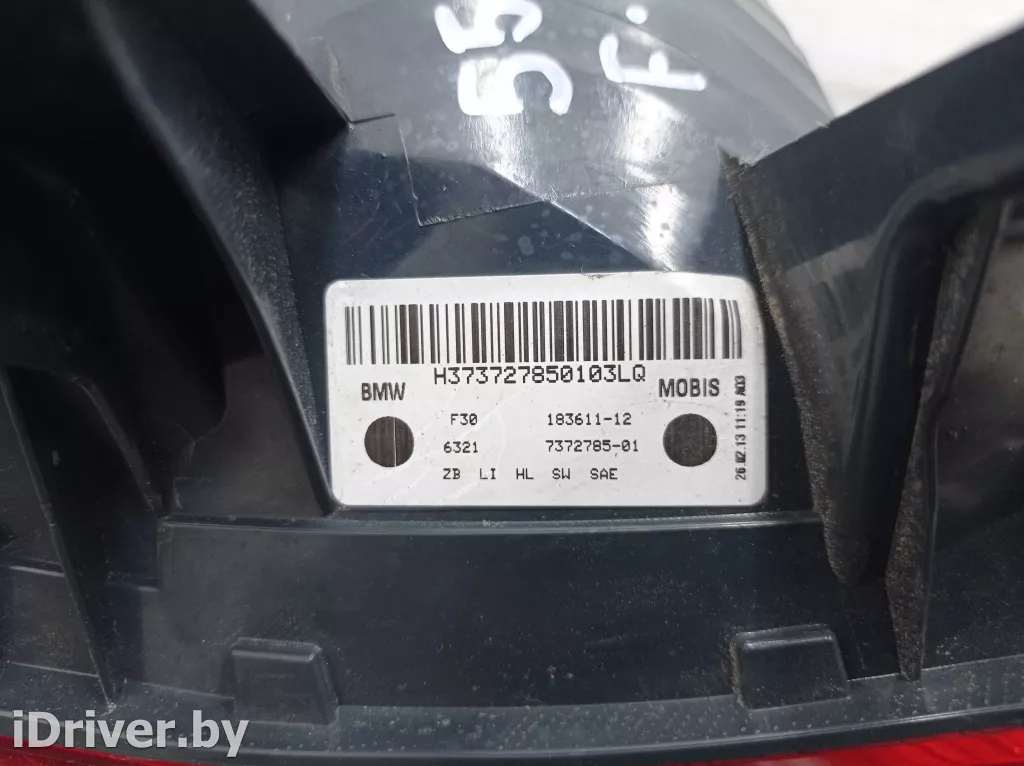 55
F.
H373727850103LQ
BMW
MOBIS
F30 183611-12
6321 7372785-01
ZB LI HL SW SAE
26.02.13 11:19 A03
iDriver.by